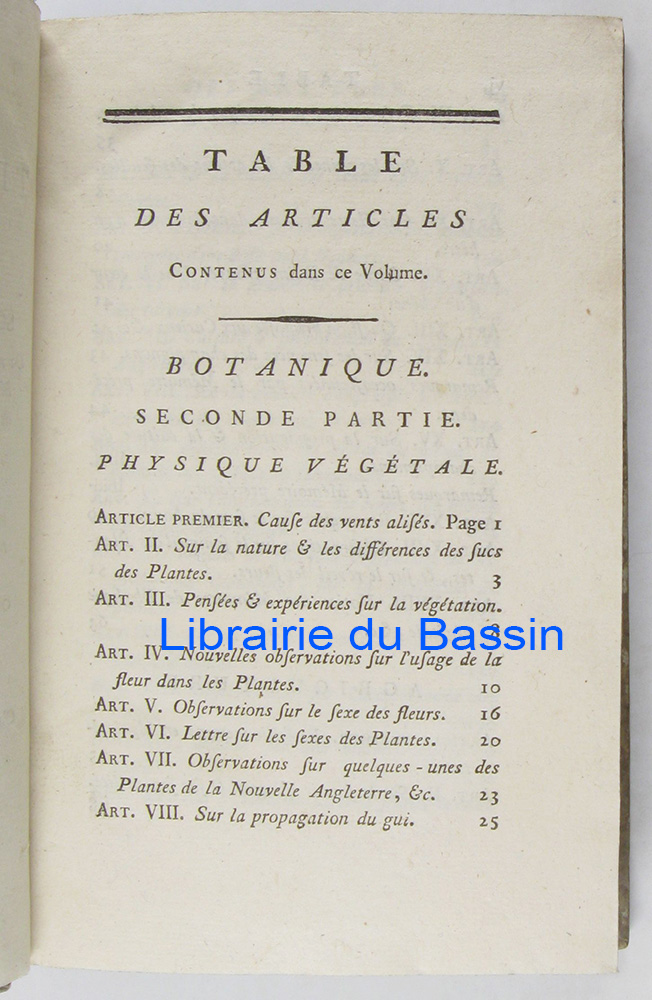 TABLE
DES ARTICLES
CONTENUS dans ce Volume.
BOTANIQUE.
SECONDE PARTIE.
PHYSIQUE VÉGÉTALE.
ARTICLE PREMIER. Cauſe des vents aliſés. Page 1
ART. II. Sur la nature & les différences des ſucs
des Plantes. 3
ART. III. Penſées & expériences ſur la végétation.
8
Librairie du Bassin
ART. IV. Nouvelles obſervations ſur l'uſage de la
fleur dans les Plantes. 10
ART. V. Obſervations ſur le ſexe des fleurs. 16
ART. VI. Lettre ſur les ſexes des Plantes. 20
ART. VII. Obſervations ſur quelques-unes des
Plantes de la Nouvelle Angleterre, &c. 23
ART. VIII. Sur la propagation du gui. 25